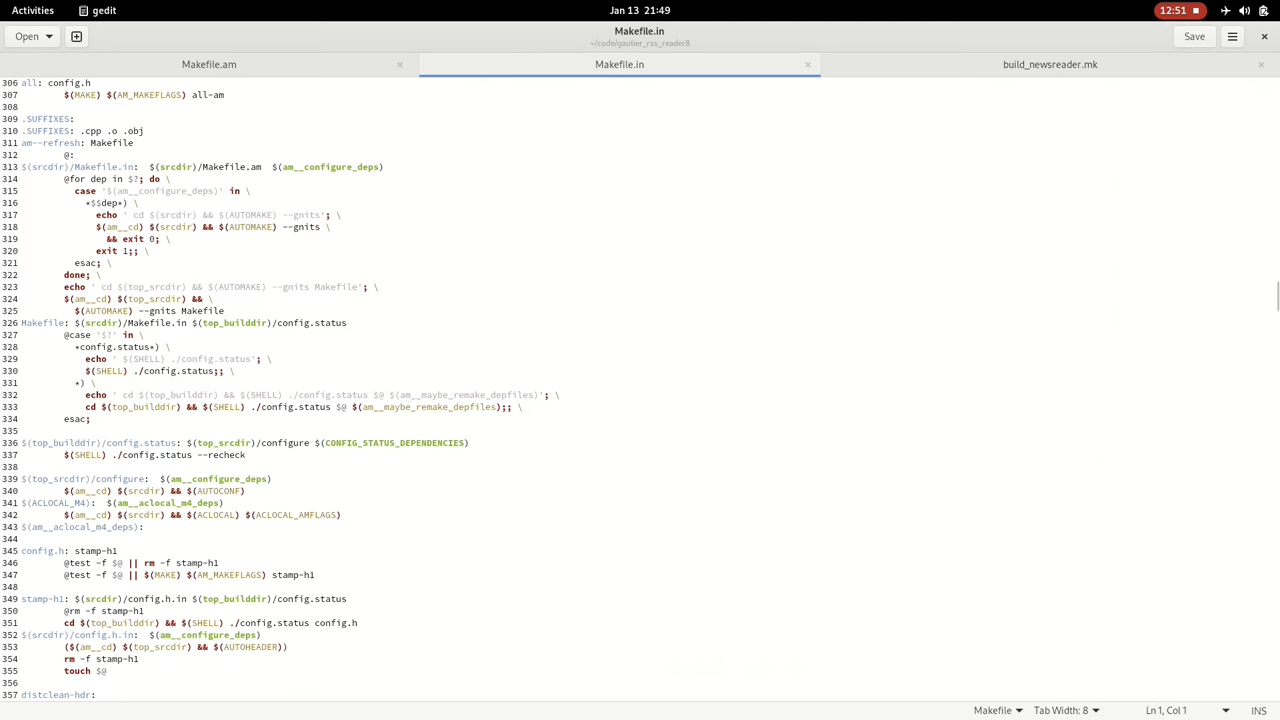 Activities gedit Jan 13 21:49 12:51
Open Makefile.in Save
~/code/gautier_rss_reader8
Makefile.am Makefile.in build_newsreader.mk
306 all: config.h
307 $(MAKE) $(AM_MAKEFLAGS) all-am
308
309 .SUFFIXES:
310 .SUFFIXES: .cpp .o .obj
311 am--refresh: Makefile
312 @:
313 $(srcdir)/Makefile.in: $(srcdir)/Makefile.am $(am__configure_deps)
314 @for dep in $?; do \
315 case '$(am__configure_deps)' in \
316 *$$dep*) \
317 echo ' cd $(srcdir) && $(AUTOMAKE) --gnits'; \
318 $(am__cd) $(srcdir) && $(AUTOMAKE) --gnits \
319 && exit 0; \
320 exit 1;; \
321 esac; \
322 done; \
323 echo ' cd $(top_srcdir) && $(AUTOMAKE) --gnits Makefile'; \
324 $(am__cd) $(top_srcdir) && \
325 $(AUTOMAKE) --gnits Makefile
326 Makefile: $(srcdir)/Makefile.in $(top_builddir)/config.status
327 @case '$?' in \
328 *config.status*) \
329 echo ' $(SHELL) ./config.status'; \
330 $(SHELL) ./config.status;; \
331 *) \
332 echo ' cd $(top_builddir) && $(SHELL) ./config.status $@ $(am__maybe_remake_depfiles)'; \
333 cd $(top_builddir) && $(SHELL) ./config.status $@ $(am__maybe_remake_depfiles);; \
334 esac;
335
336 $(top_builddir)/config.status: $(top_srcdir)/configure $(CONFIG_STATUS_DEPENDENCIES)
337 $(SHELL) ./config.status --recheck
338
339 $(top_srcdir)/configure: $(am__configure_deps)
340 $(am__cd) $(srcdir) && $(AUTOCONF)
341 $(ACLOCAL_M4): $(am__aclocal_m4_deps)
342 $(am__cd) $(srcdir) && $(ACLOCAL) $(ACLOCAL_AMFLAGS)
343 $(am__aclocal_m4_deps):
344
345 config.h: stamp-h1
346 @test -f $@ || rm -f stamp-h1
347 @test -f $@ || $(MAKE) $(AM_MAKEFLAGS) stamp-h1
348
349 stamp-h1: $(srcdir)/config.h.in $(top_builddir)/config.status
350 @rm -f stamp-h1
351 cd $(top_builddir) && $(SHELL) ./config.status config.h
352 $(srcdir)/config.h.in: $(am__configure_deps)
353 ($(am__cd) $(top_srcdir) && $(AUTOHEADER))
354 rm -f stamp-h1
355 touch $@
356
357 distclean-hdr:
Makefile Tab Width: 8 Ln 1, Col 1 INS